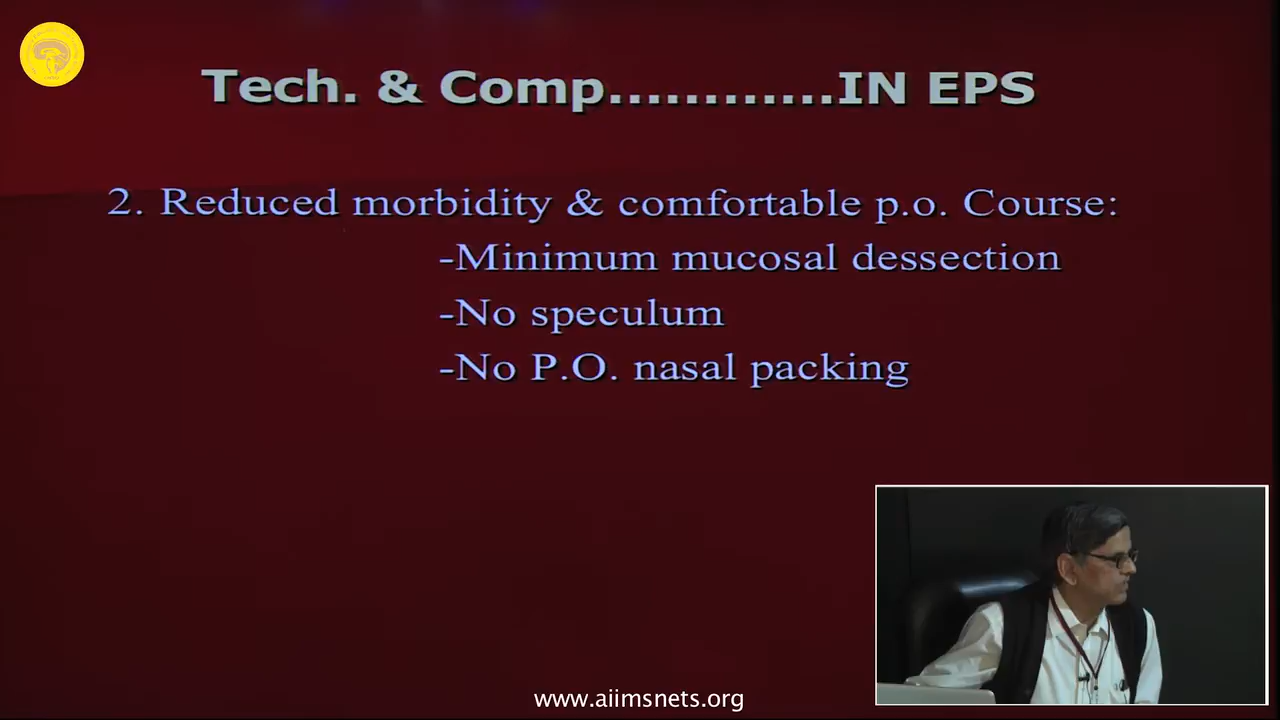 Tech. & Comp............IN EPS
2. Reduced morbidity & comfortable p.o. Course:
-Minimum mucosal dessection
-No speculum
-No P.O. nasal packing
www.aiimsnets.org